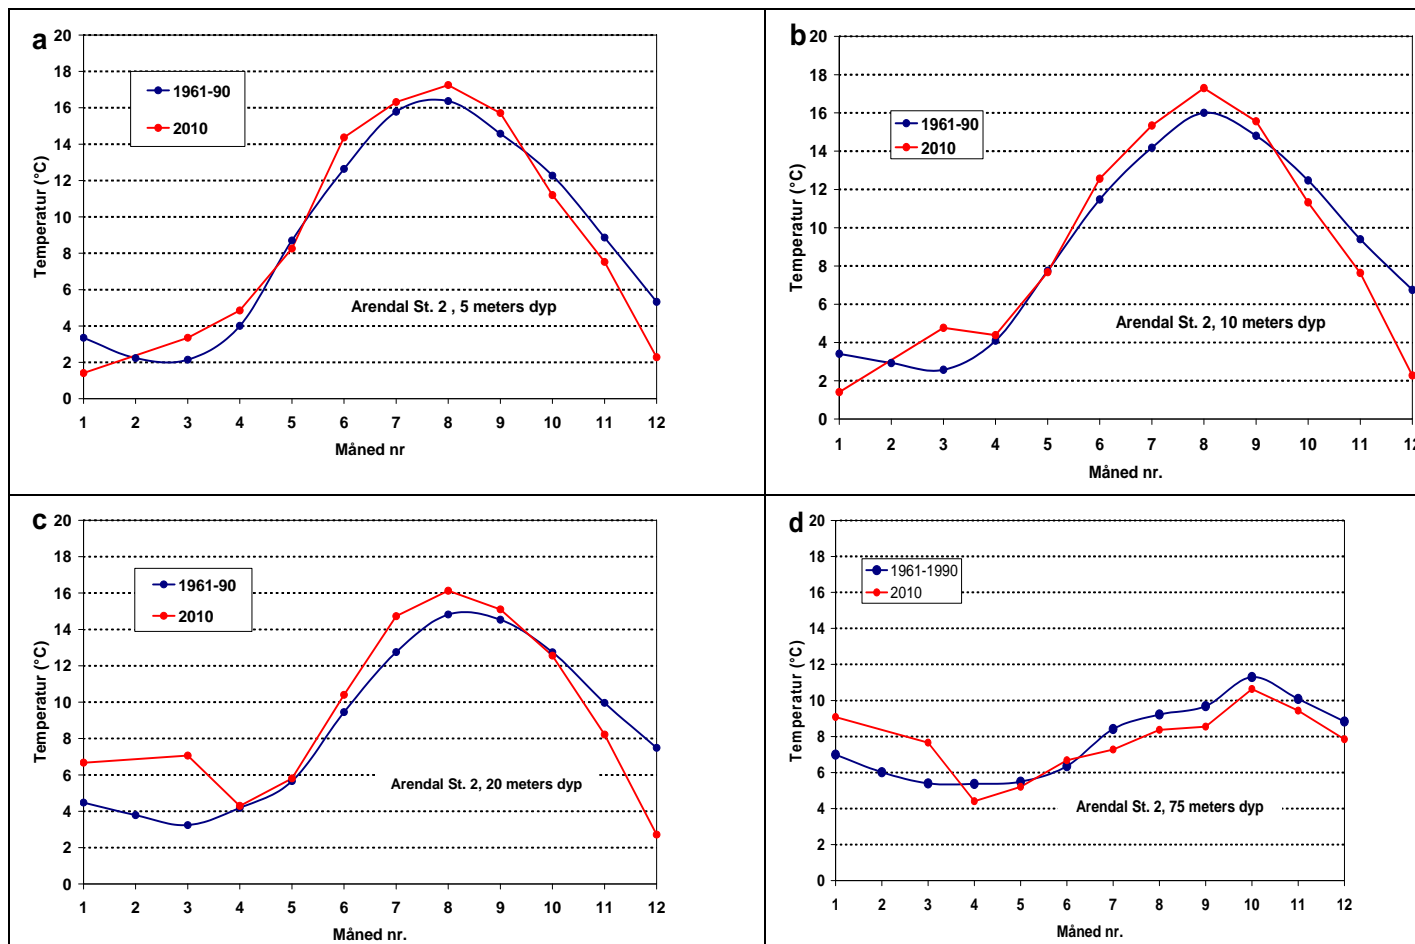 a
20
18
16
14
12
10
8
6
4
2
0
Temperatur (°C)
1961-90
2010
Arendal St. 2 , 5 meters dyp
1 2 3 4 5 6 7 8 9 10 11 12
Måned nr
b
20
18
16
14
12
10
8
6
4
2
0
Temperatur (°C)
1961-90
2010
Arendal St. 2, 10 meters dyp
1 2 3 4 5 6 7 8 9 10 11 12
Måned nr.
c
20
18
16
14
12
10
8
6
4
2
0
Temperatur (°C)
1961-90
2010
Arendal St. 2, 20 meters dyp
1 2 3 4 5 6 7 8 9 10 11 12
Måned nr.
d
20
18
16
14
12
10
8
6
4
2
0
Temperatur (°C)
1961-1990
2010
Arendal St. 2, 75 meters dyp
1 2 3 4 5 6 7 8 9 10 11 12
Måned nr.